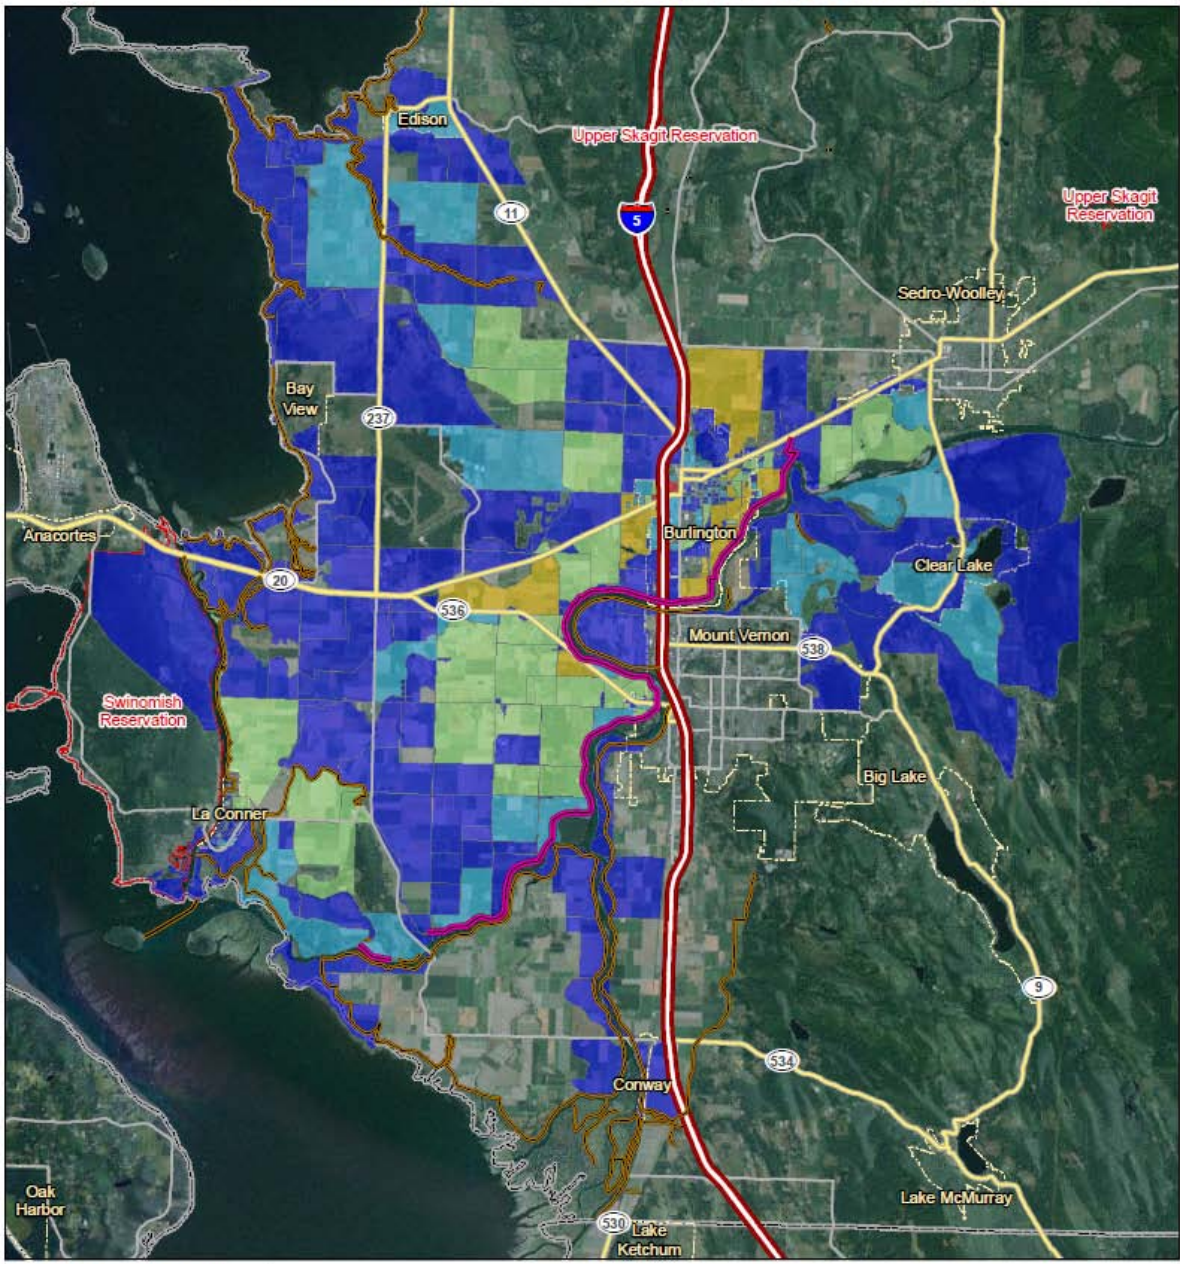 Edison
Upper Skagit Reservation
11
5
Upper Skagit
Reservation
Sedro-Woolley
Bay
View
237
Burlington
Anacortes
Clear Lake
20
536
Mount Vernon
538
Swinomish
Reservation
Big Lake
La Conner
9
534
Conway
Oak
Harbor
Lake McMurray
530
Lake
Ketchum